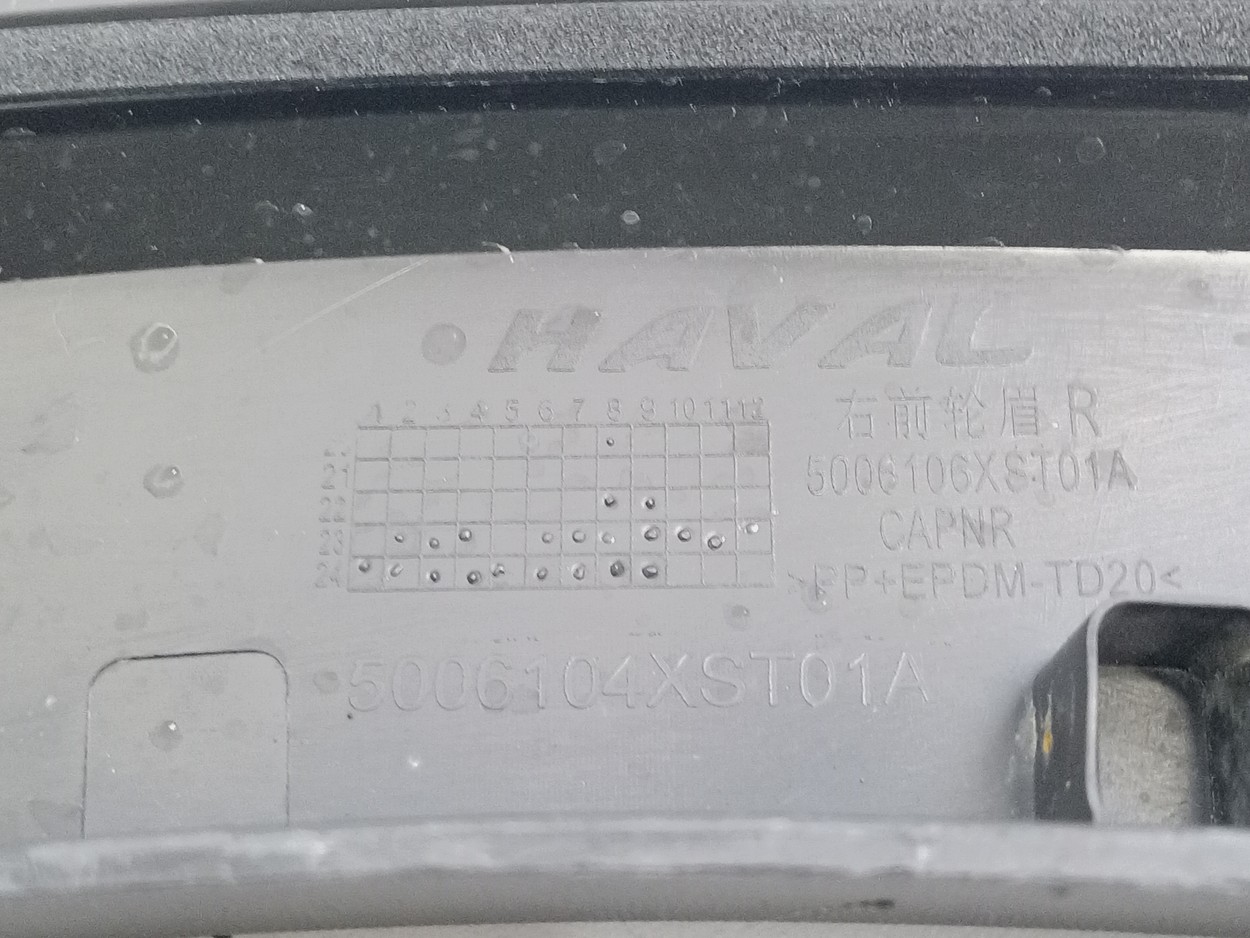 HAVAL
1 2 3 4 5 6 7 8 9 10 11 12
21
22
23
24
右前轮眉.R
5006106XST01A
CAPNR
>PP+EPDM-TD20<
5006104XST01A